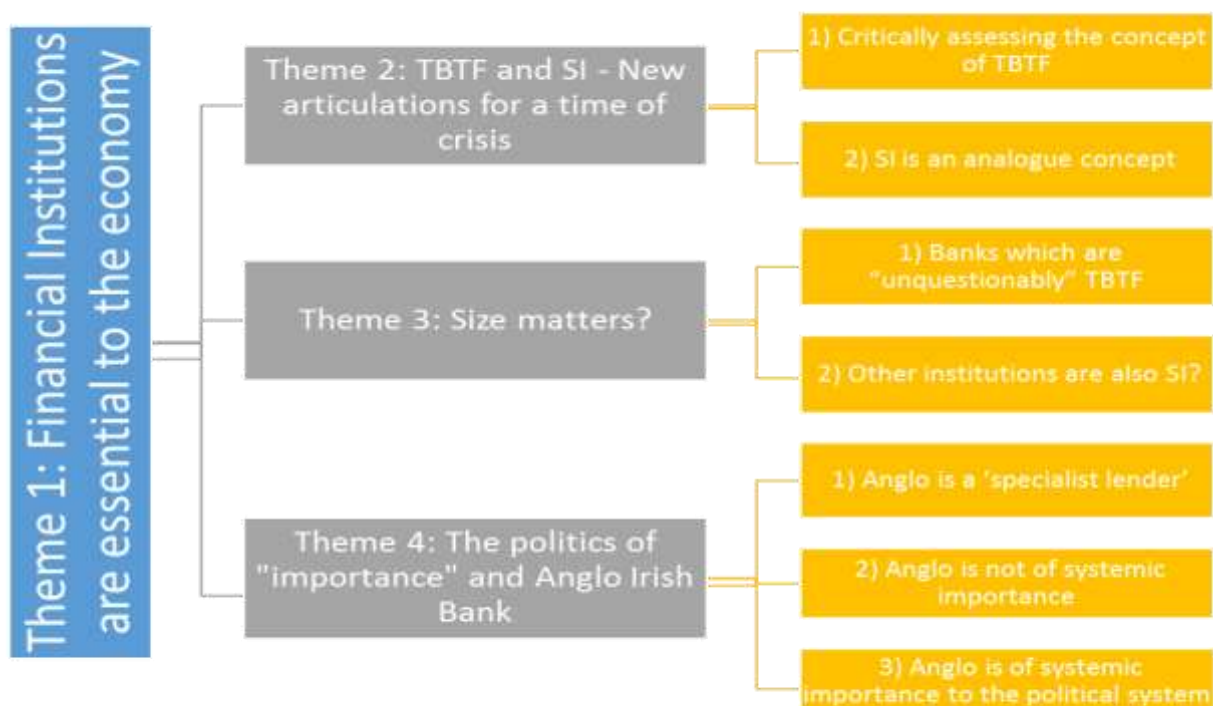 Theme 1: Financial Institutions
are essential to the economy
Theme 2: TBTF and SI - New
articulations for a time of
crisis
1) Critically assessing the concept
of TBTF
2) SI is an analogue concept
Theme 3: Size matters?
1) Banks which are
"unquestionably" TBTF
2) Other institutions are also SI?
Theme 4: The politics of
"importance" and Anglo Irish
Bank
1) Anglo is a 'specialist lender'
2) Anglo is not of systemic
importance
3) Anglo is of systemic
importance to the political system